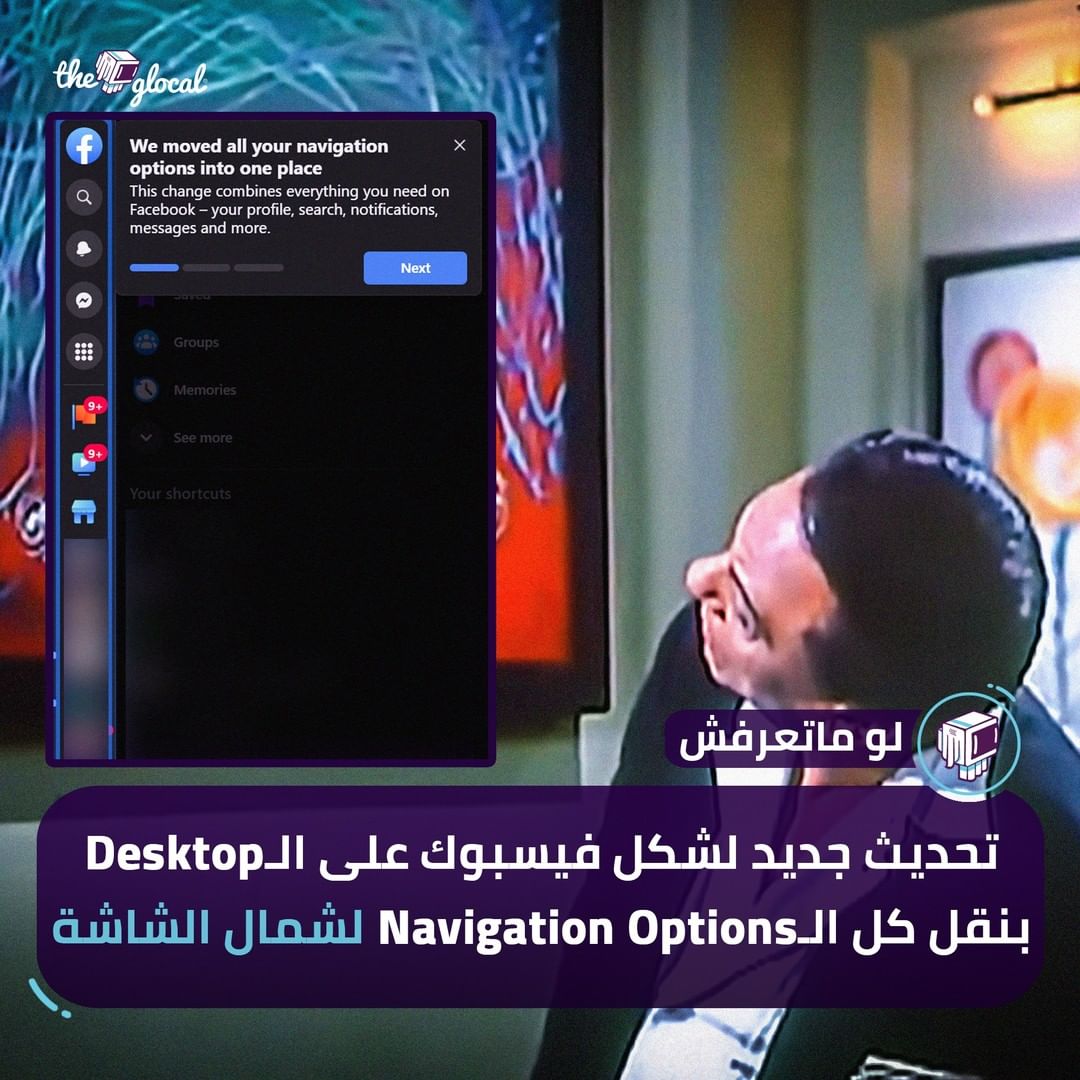 the glocal
We moved all your navigation
options into one place
This change combines everything you need on
Facebook – your profile, search, notifications,
messages and more.
Next
Saved
Groups
9+
Memories
See more
9+
Your shortcuts
لو ماتعرفش
تحديث جديد لشكل فيسبوك على الـDesktop
بنقل كل الـNavigation Options لشمال الشاشة